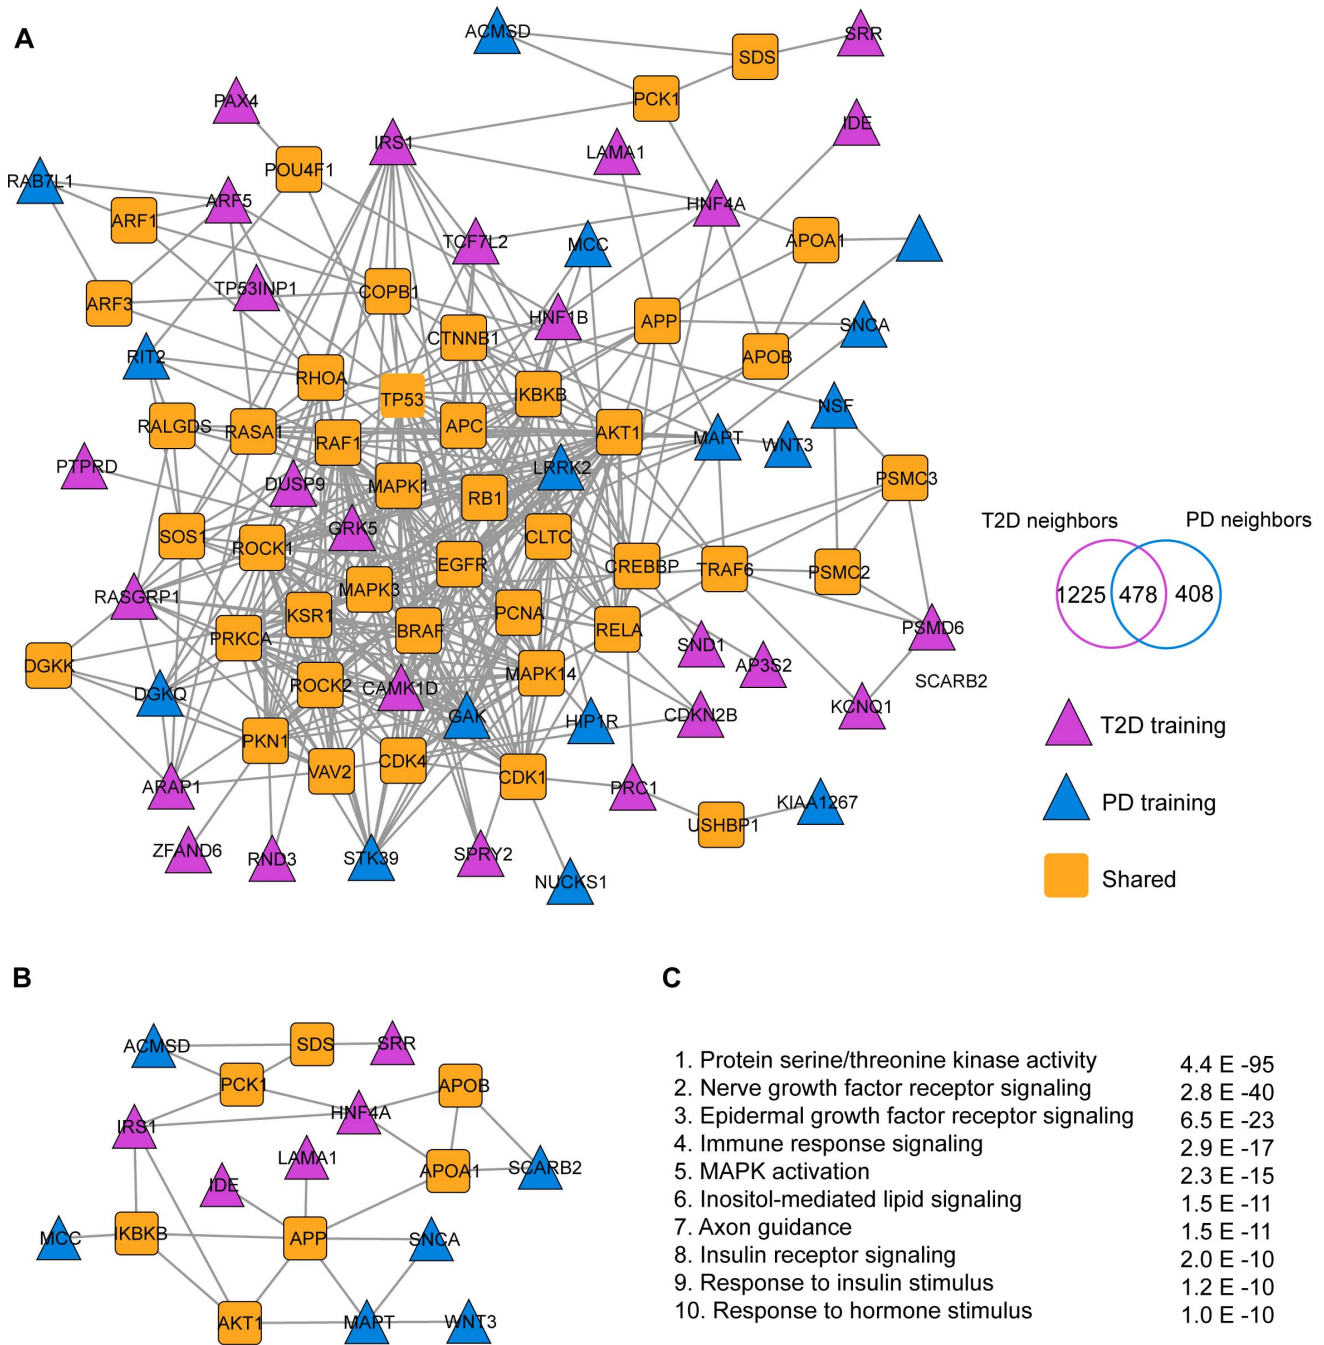 A
ACMSD
SRR
SDS
PCK1
PAX4
IDE
IRS1
LAMA1
POU4F1
RAB7L1
ARF5
HNF4A
ARF1
TCF7L2
MCC
APOA1
TP53INP1
COPB1
ARF3
HNF1B
APP
SNCA
CTNNB1
RIT2
APOB
RHOA
TP53
IKBKB
NSF
RALGDS
RASA1
RAF1
APC
AKT1
MAPT
WNT3
PTPRD
DUSP9
MAPK1
RB1
LRRK2
PSMC3
SOS1
ROCK1
GRK5
CLTC
EGFR
CREBBP
TRAF6
PSMC2
RASGRP1
MAPK3
KSR1
PCNA
BRAF
RELA
PRKCA
PSMD6
SND1
DGKK
AP3S2
DGKQ
ROCK2
CAMK1D
MAPK14
SCARB2
GAK
HIP1R
CDKN2B
KCNQ1
PKN1
VAV2
CDK4
CDK1
ARAP1
PRC1
KIAA1267
USHBP1
ZFAND6
RND3
STK39
SPRY2
NUCKS1
T2D neighbors
PD neighbors
1225
478
408
T2D training
PD training
Shared
B
ACMSD
SDS
SRR
PCK1
APOB
IRS1
HNF4A
LAMA1
IDE
APOA1
SCARB2
MCC
IKBKB
APP
SNCA
AKT1
MAPT
WNT3
C
1. Protein serine/threonine kinase activity 4.4 E -95
2. Nerve growth factor receptor signaling 2.8 E -40
3. Epidermal growth factor receptor signaling 6.5 E -23
4. Immune response signaling 2.9 E -17
5. MAPK activation 2.3 E -15
6. Inositol-mediated lipid signaling 1.5 E -11
7. Axon guidance 1.5 E -11
8. Insulin receptor signaling 2.0 E -10
9. Response to insulin stimulus 1.2 E -10
10. Response to hormone stimulus 1.0 E -10